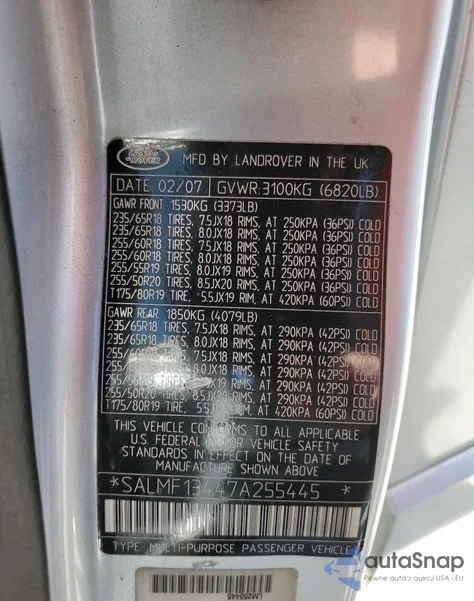 LAND-
-ROVER
MFD BY LANDROVER IN THE UK
DATE: 02/07 GVWR:3100KG (6820LB)
GAWR FRONT: 1530KG (3373LB)
235/65R18 TIRES, 7.5JX18 RIMS, AT 250KPA (36PSI) COLD
235/65R18 TIRES, 8.0JX18 RIMS, AT 250KPA (36PSI) COLD
255/60R18 TIRES, 7.5JX18 RIMS, AT 250KPA (36PSI) COLD
255/60R18 TIRES, 8.0JX18 RIMS, AT 250KPA (36PSI) COLD
255/55R19 TIRES, 8.0JX19 RIMS, AT 250KPA (36PSI) COLD
255/50R20 TIRES, 8.5JX20 RIMS, AT 250KPA (36PSI) COLD
T175/80R19 TIRE, 5.5JX19 RIM, AT 420KPA (60PSI) COLD
GAWR REAR: 1850KG (4079LB)
235/65R18 TIRES, 7.5JX18 RIMS, AT 290KPA (42PSI) COLD
235/65R18 TIRES, 8.0JX18 RIMS, AT 290KPA (42PSI) COLD
TIRES, 7.5JX18 RIMS, AT 290KPA (42PSI) COLD
8.0JX18 RIMS, AT 290KPA (42PSI) COLD
TIRES, RIMS, AT 290KPA (42PSI) COLD
255/50R20 TIRES, 8.5JX20 RIMS, AT 290KPA (42PSI) COLD
T175/80R19 RIM, AT 420KPA (60PSI) COLD
THIS VEHICLE CONFORMS TO ALL APPLICABLE
U.S. FEDERAL MOTOR VEHICLE SAFETY
STANDARDS IN EFFECT ON THE DATE OF
MANUFACTURE SHOWN ABOVE
*SALMF13447A255445 *
TYPE: MULTI-PURPOSE PASSENGER VEHICLE
LM255445
autoSnap
Pewne auta z aukcji USA i EU